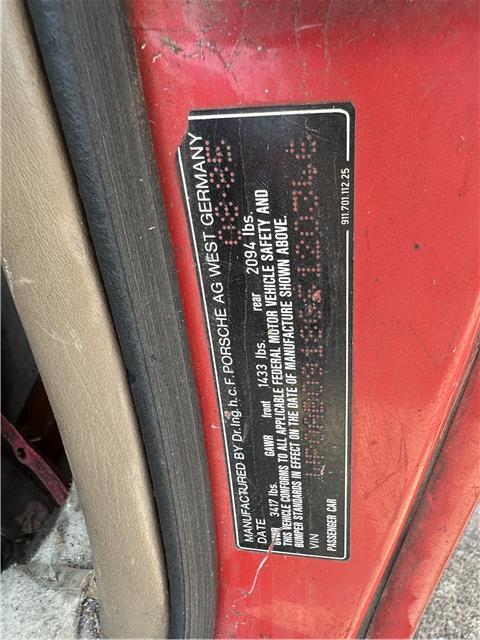 MANUFACTURED BY Dr. Ing. h. c. F. PORSCHE AG WEST GERMANY
DATE
GVWR 3417 lbs. GAWR front 1433 lbs. rear 2094 lbs.
THIS VEHICLE CONFORMS TO ALL APPLICABLE FEDERAL MOTOR VEHICLE SAFETY AND
BUMPER STANDARDS IN EFFECT ON THE DATE OF MANUFACTURE SHOWN ABOVE.
VIN
PASSENGER CAR
911.701.112.25